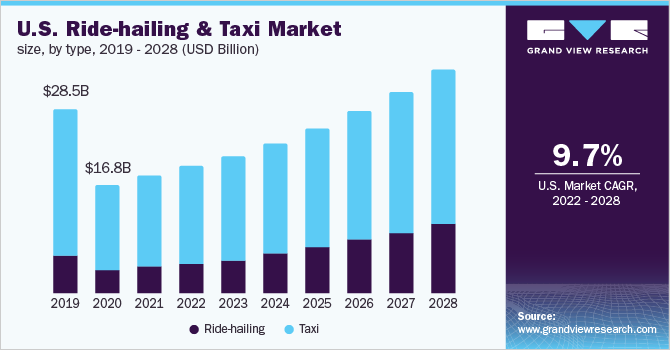 U.S. Ride-hailing & Taxi Market
size, by type, 2019 - 2028 (USD Billion)
$28.5B
$16.8B
2019 2020 2021 2022 2023 2024 2025 2026 2027 2028
Ride-hailing Taxi
GRAND VIEW RESEARCH
9.7%
U.S. Market CAGR,
2022 - 2028
Source:
www.grandviewresearch.com